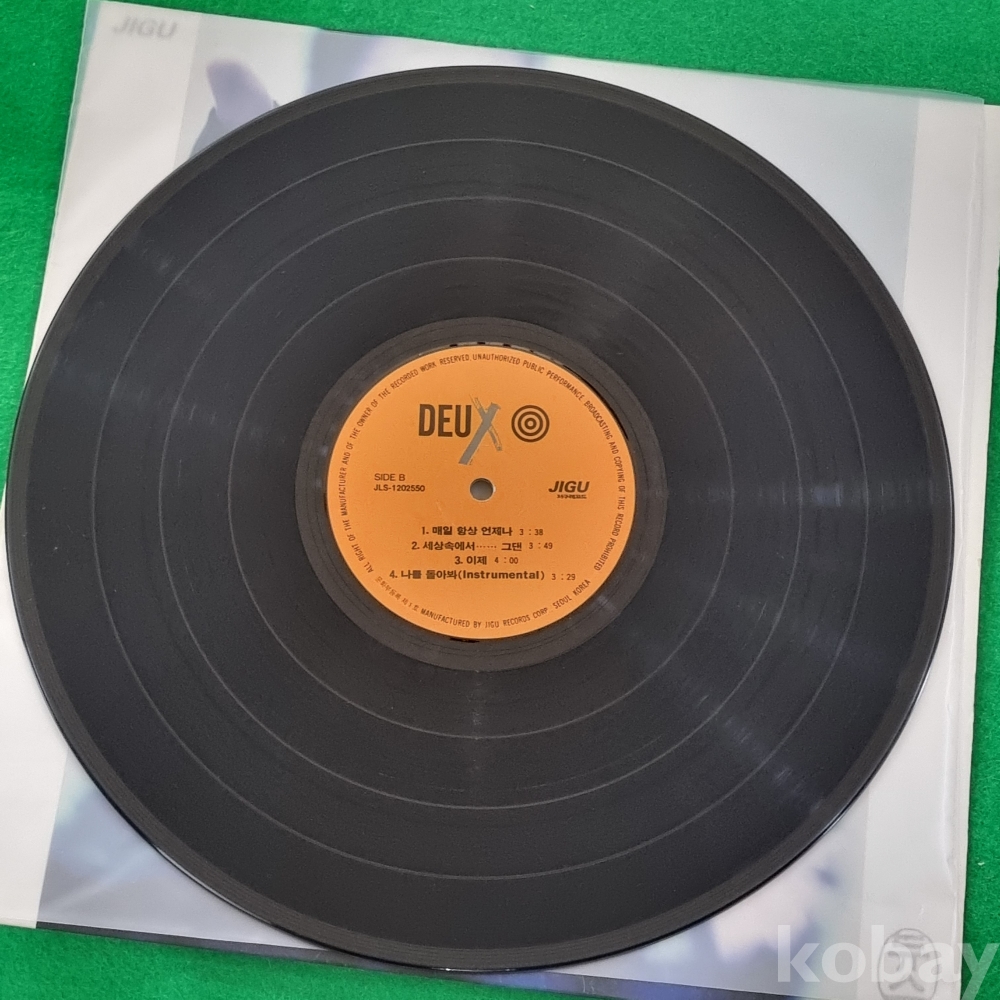 JIGU
ALL RIGHT OF THE MANUFACTURER AND OF THE OWNER OF THE RECORDED WORK RESERVED. UNAUTHORIZED PUBLIC PERFORMANCE. BROADCASTING AND COPYING OF THIS RECORD PROHIBITED
DEUX
SIDE B
JLS-1202550
JIGU
1. 매일 항상 언제나 3 : 38
2. 세상속에서…… 그댄 3 : 49
3. 이제 4 : 00
4. 나를 돌아봐(Instrumental) 3 : 29
MANUFACTURED BY JIGU RECORDS CORP. SEOUL KOREA
kobay